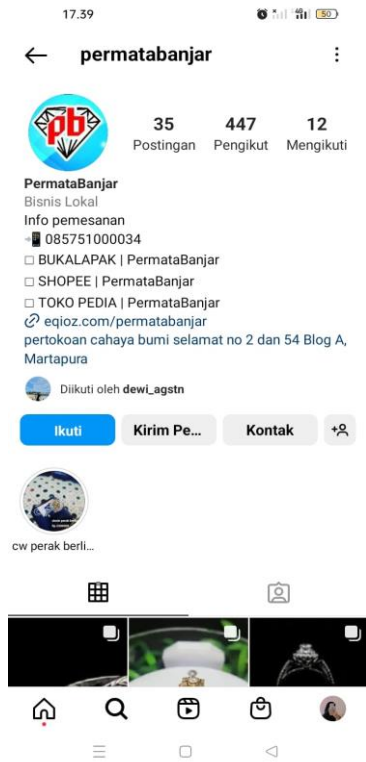 17.39
4G
50
permatabanjar
pb
35 447 12
Postingan Pengikut Mengikuti
PermataBanjar
Bisnis Lokal
Info pemesanan
📲 085751000034
□ BUKALAPAK | PermataBanjar
□ SHOPEE | PermataBanjar
□ TOKO PEDIA | PermataBanjar
eqioz.com/permatabanjar
pertokoan cahaya bumi selamat no 2 dan 54 Blog A,
Martapura
Diikuti oleh dewi_agstn
Ikuti Kirim Pe... Kontak
cw perak berli...